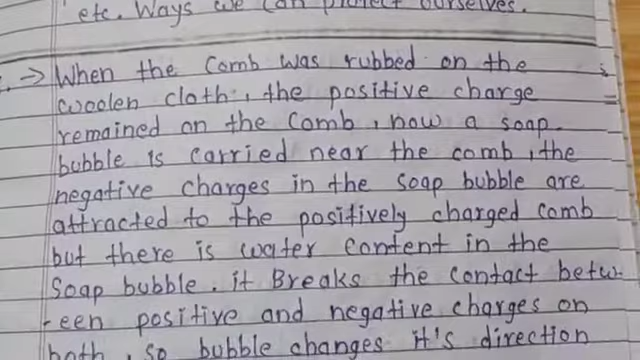 etc. Ways we can protect ourselves.
→ When the comb was rubbed on the
woolen cloth, the positive charge
remained on the comb, now a soap
bubble is carried near the comb, the
negative charges in the soap bubble are
attracted to the positively charged comb
but there is water content in the
soap bubble. it Breaks the contact betw-
een positive and negative charges on
both, so bubble changes it's direction